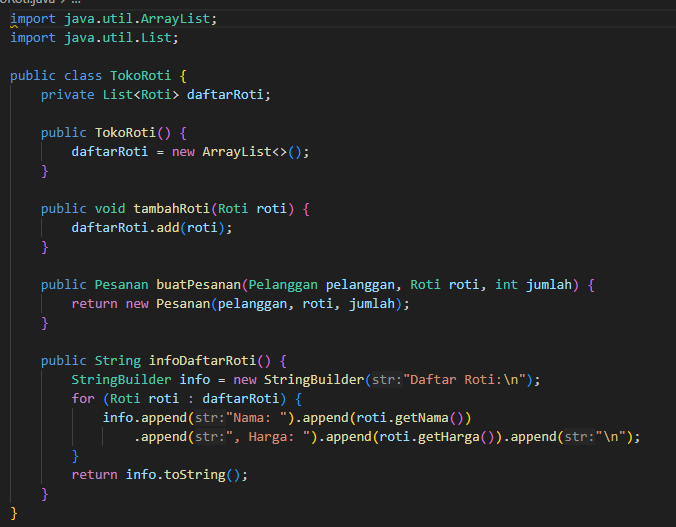 import java.util.ArrayList;
import java.util.List;
public class TokoRoti {
private List<Roti> daftarRoti;
public TokoRoti() {
daftarRoti = new ArrayList<>();
}
public void tambahRoti(Roti roti) {
daftarRoti.add(roti);
}
public Pesanan buatPesanan(Pelanggan pelanggan, Roti roti, int jumlah) {
return new Pesanan(pelanggan, roti, jumlah);
}
public String infoDaftarRoti() {
StringBuilder info = new StringBuilder(str:"Daftar Roti:\n");
for (Roti roti : daftarRoti) {
info.append(str:"Nama: ").append(roti.getNama())
.append(str:", Harga: ").append(roti.getHarga()).append(str:"\n");
}
return info.toString();
}
}